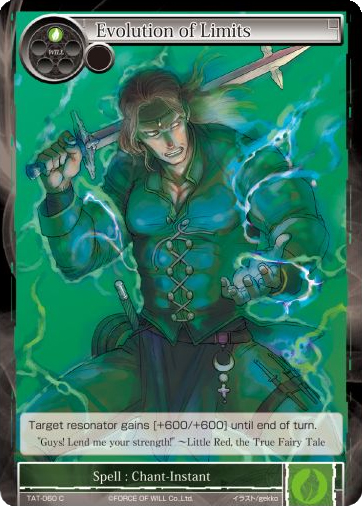 Evolution of Limits
WILL
Target resonator gains [+600/+600] until end of turn.
"Guys! Lend me your strength!" ~Little Red, the True Fairy Tale
Spell : Chant-Instant
TAT-060 C ©FORCE OF WILL Co.,Ltd. イラスト/gekko